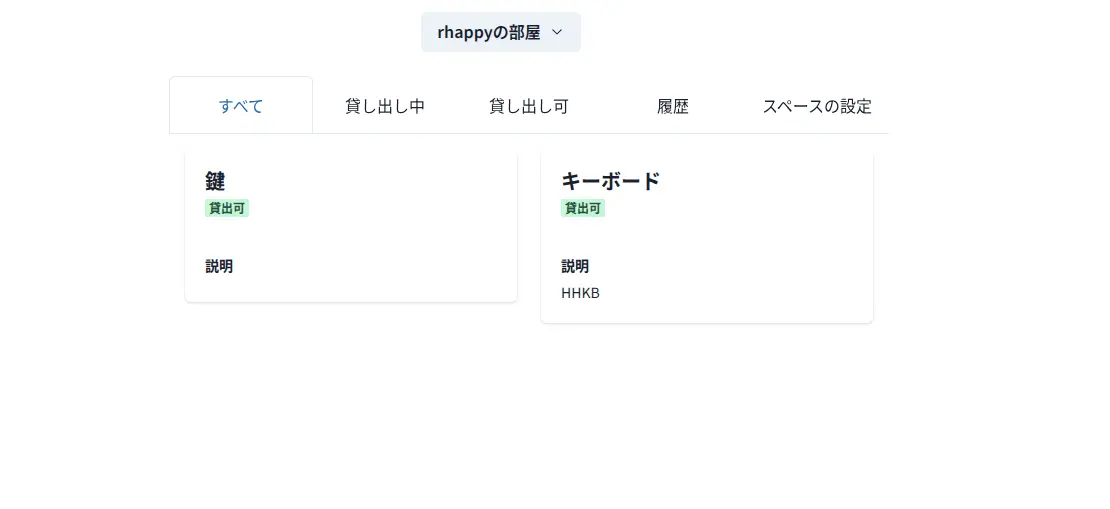 rhappyの部屋
すべて 貸し出し中 貸し出し可 履歴 スペースの設定
鍵
貸出可
説明
キーボード
貸出可
説明
HHKB